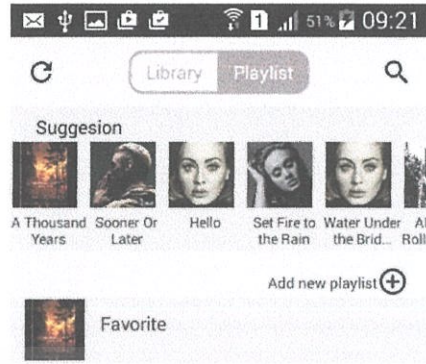 1 51% 09:21
Library Playlist
Suggesion
A Thousand Years
Sooner Or Later
Hello
Set Fire to the Rain
Water Under the Brid...
Add new playlist
Favorite